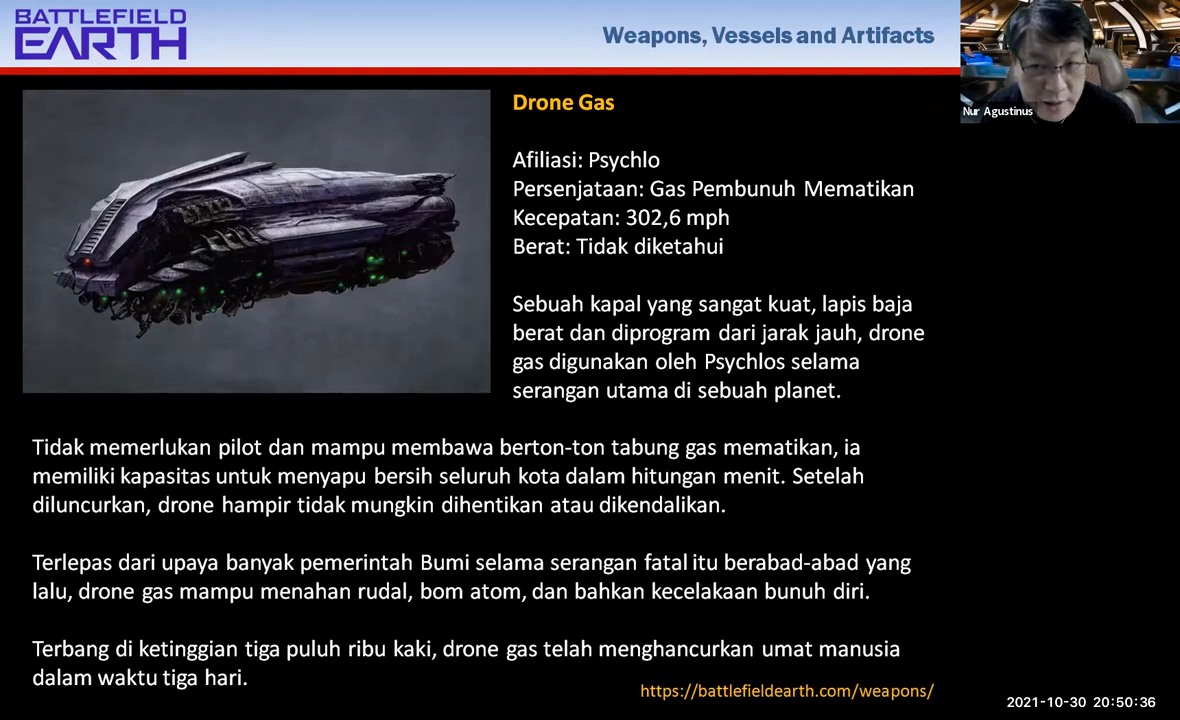 BATTLEFIELD
EARTH
Weapons, Vessels and Artifacts
Nur Agustinus
Drone Gas
Afiliasi: Psychlo
Persenjataan: Gas Pembunuh Mematikan
Kecepatan: 302,6 mph
Berat: Tidak diketahui
Sebuah kapal yang sangat kuat, lapis baja
berat dan diprogram dari jarak jauh, drone
gas digunakan oleh Psychlos selama
serangan utama di sebuah planet.
Tidak memerlukan pilot dan mampu membawa berton-ton tabung gas mematikan, ia
memiliki kapasitas untuk menyapu bersih seluruh kota dalam hitungan menit. Setelah
diluncurkan, drone hampir tidak mungkin dihentikan atau dikendalikan.
Terlepas dari upaya banyak pemerintah Bumi selama serangan fatal itu berabad-abad yang
lalu, drone gas mampu menahan rudal, bom atom, dan bahkan kecelakaan bunuh diri.
Terbang di ketinggian tiga puluh ribu kaki, drone gas telah menghancurkan umat manusia
dalam waktu tiga hari.
https://battlefieldearth.com/weapons/
2021-10-30 20:50:36